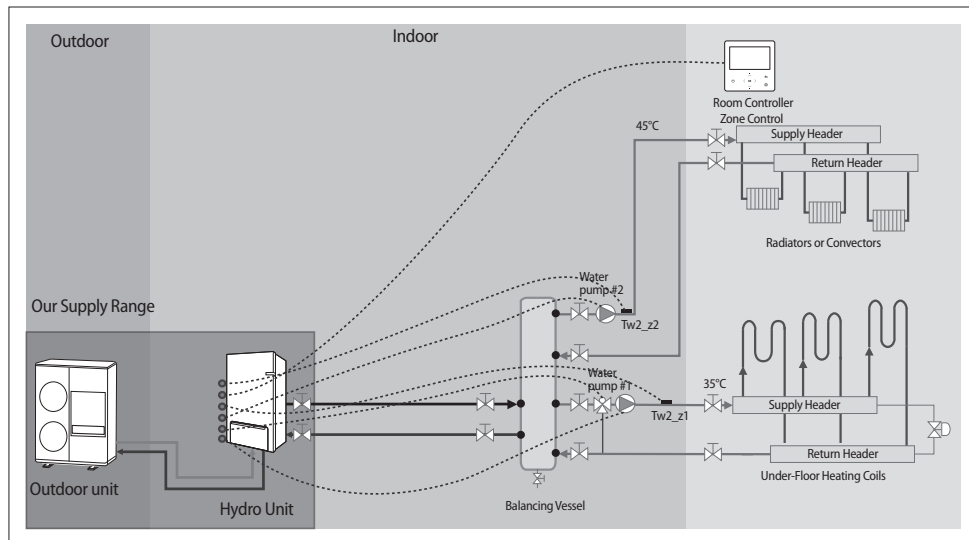 Outdoor
Indoor
Room Controller
Zone Control
45°C
Supply Header
Return Header
Radiators or Convectors
Water
pump #2
Tw2_z2
Our Supply Range
Water
pump #1
Tw2_z1
35°C
Supply Header
Return Header
Under-Floor Heating Coils
Outdoor unit
Hydro Unit
Balancing Vessel